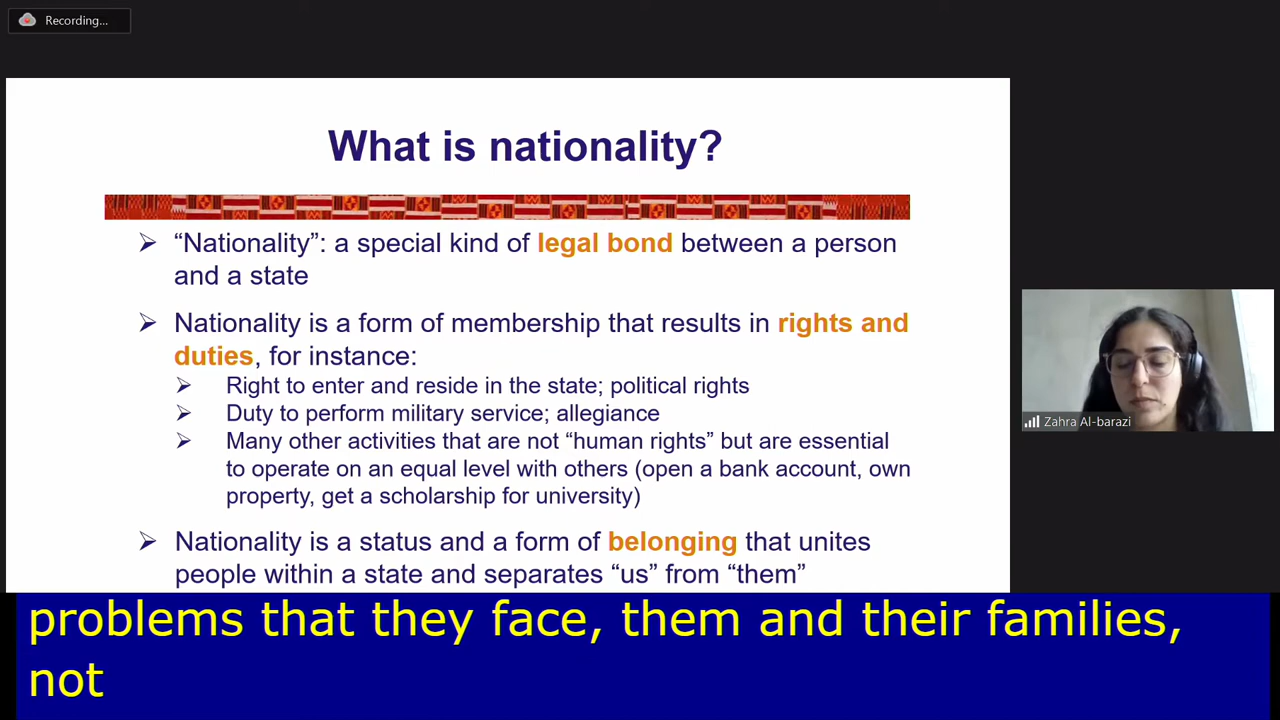 Recording...
What is nationality?
“Nationality”: a special kind of legal bond between a person
and a state
Nationality is a form of membership that results in rights and
duties, for instance:
Right to enter and reside in the state; political rights
Duty to perform military service; allegiance
Many other activities that are not “human rights” but are essential
to operate on an equal level with others (open a bank account, own
property, get a scholarship for university)
Nationality is a status and a form of belonging that unites
people within a state and separates “us” from “them”
Zahra Al-barazi
problems that they face, them and their families,
not